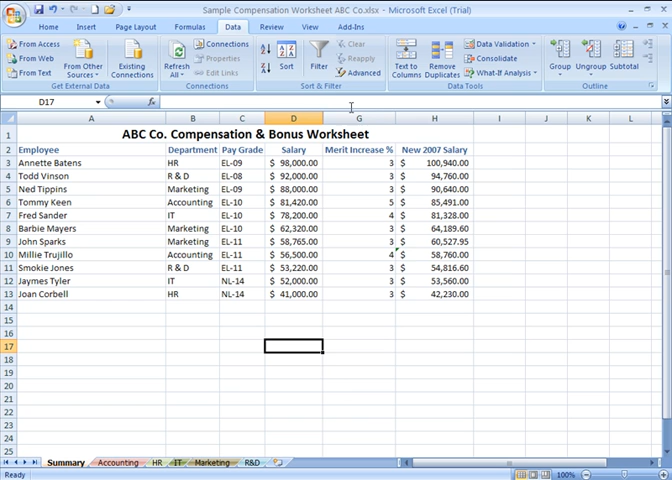 Sample Compensation Worksheet ABC Co.xlsx - Microsoft Excel (Trial)
Home Insert Page Layout Formulas Data Review View Add-Ins
From Access
From Web
From Text
From Other Sources
Existing Connections
Get External Data
Refresh All
Connections
Properties
Edit Links
Connections
Sort
Filter
Clear
Reapply
Advanced
Sort & Filter
Text to Columns
Remove Duplicates
Data Validation
Consolidate
What-If Analysis
Data Tools
Group
Ungroup
Subtotal
Outline
D17 fx
A B C D G H I J K L
1 ABC Co. Compensation & Bonus Worksheet
2 Employee Department Pay Grade Salary Merit Increase % New 2007 Salary
3 Annette Batens HR EL-09 $ 98,000.00 3 $ 100,940.00
4 Todd Vinson R & D EL-08 $ 92,000.00 3 $ 94,760.00
5 Ned Tippins Marketing EL-09 $ 88,000.00 3 $ 90,640.00
6 Tommy Keen Accounting EL-10 $ 81,420.00 5 $ 85,491.00
7 Fred Sander IT EL-10 $ 78,200.00 4 $ 81,328.00
8 Barbie Mayers Marketing EL-10 $ 62,320.00 3 $ 64,189.60
9 John Sparks Marketing EL-11 $ 58,765.00 3 $ 60,527.95
10 Millie Trujillo Accounting EL-11 $ 56,500.00 4 $ 58,760.00
11 Smokie Jones R & D EL-11 $ 53,220.00 3 $ 54,816.60
12 Jaymes Tyler IT NL-14 $ 52,000.00 3 $ 53,560.00
13 Joan Corbell HR NL-14 $ 41,000.00 3 $ 42,230.00
14
15
16
17
18
19
20
21
22
23
24
25
Summary Accounting HR IT Marketing R&D
Ready 100%